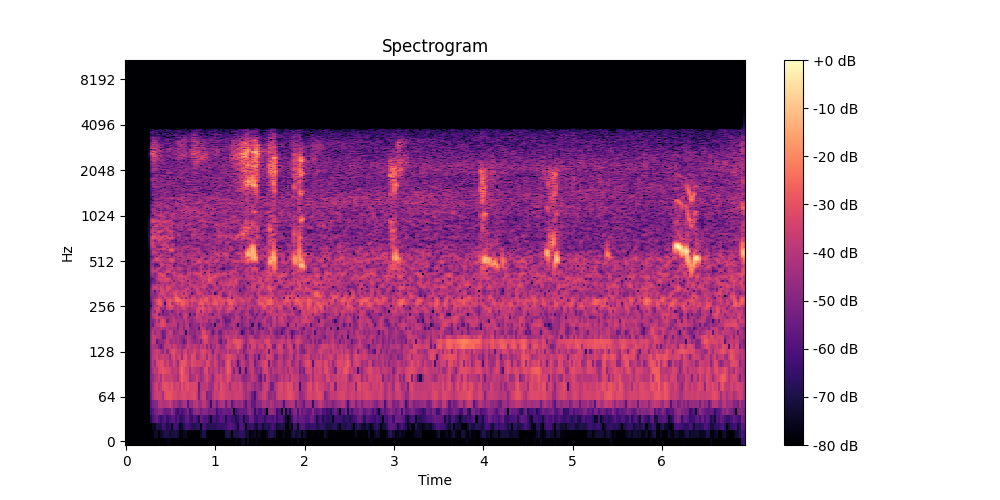 Spectrogram
8192
4096
2048
1024
512
256
128
64
0
Hz
0 1 2 3 4 5 6
Time
+0 dB
-10 dB
-20 dB
-30 dB
-40 dB
-50 dB
-60 dB
-70 dB
-80 dB